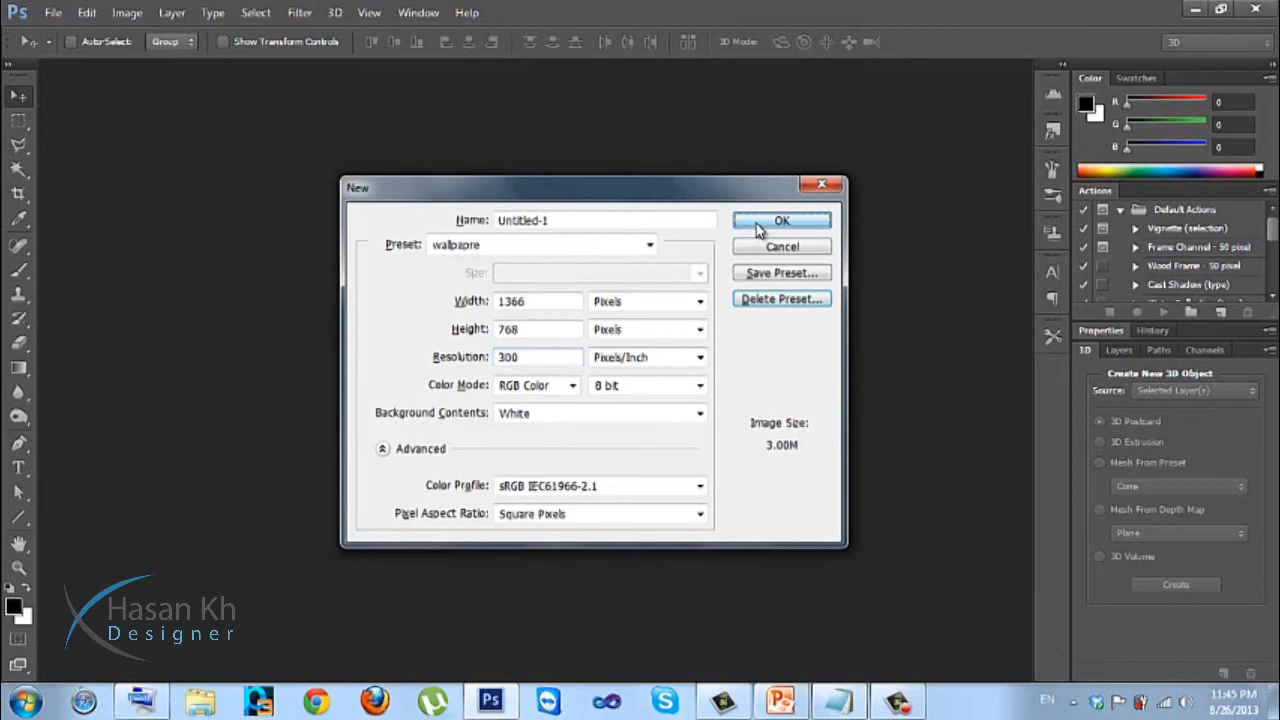 Ps File Edit Image Layer Type Select Filter 3D View Window Help
Auto-Select: Group Show Transform Controls 3D Mode: 3D
Color Swatches
R 0
G 0
B 0
Actions
Default Actions
Vignette (selection)
Frame Channel - 50 pixel
Wood Frame - 50 pixel
Cast Shadow (type)
Properties History
3D Layers Paths Channels
Create New 3D Object
Source: Selected Layer(s)
3D Postcard
3D Extrusion
Mesh From Preset
Cone
Mesh From Depth Map
Plane
3D Volume
Create
New
Name: Untitled-1
Preset: wallpapre
Size:
Width: 1366 Pixels
Height: 768 Pixels
Resolution: 300 Pixels/Inch
Color Mode: RGB Color 8 bit
Background Contents: White
Advanced
Color Profile: sRGB IEC61966-2.1
Pixel Aspect Ratio: Square Pixels
OK
Cancel
Save Preset...
Delete Preset...
Image Size:
3.00M
Hasan Kh
Designer
Ps
EN
11:45 PM
8/26/2013